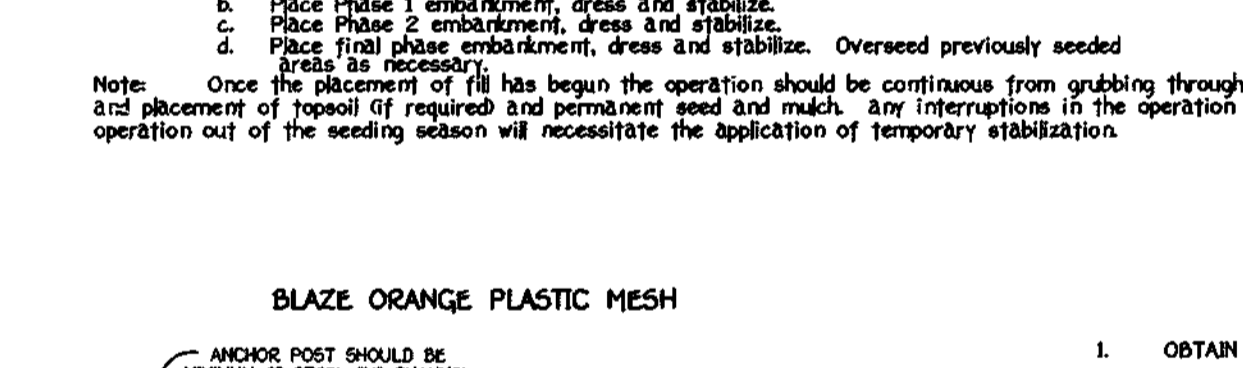 b. Place Phase 1 embankment, dress and stabilize.
c. Place Phase 2 embankment, dress and stabilize.
d. Place final phase embankment, dress and stabilize. Overseed previously seeded
areas as necessary.
Note: Once the placement of fill has begun the operation should be continuous from grubbing through
and placement of topsoil (if required) and permanent seed and mulch. any interruptions in the operation
operation out of the seeding season will necessitate the application of temporary stabilization.
BLAZE ORANGE PLASTIC MESH
ANCHOR POST SHOULD BE
1. OBTAIN